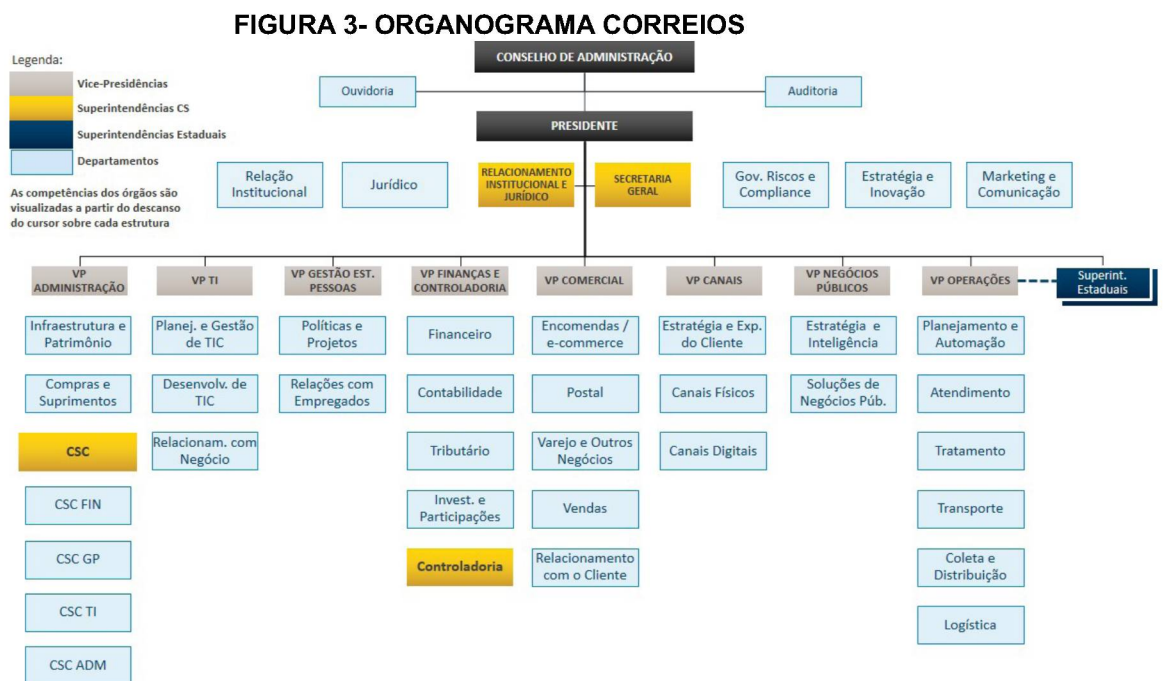 FIGURA 3- ORGANOGRAMA CORREIOS
Legenda:
Vice-Presidências
Superintendências CS
Superintendências Estaduais
Departamentos
As competências dos órgãos são
visualizadas a partir do descanso
do cursor sobre cada estrutura
CONSELHO DE ADMINISTRAÇÃO
Ouvidoria
Auditoria
PRESIDENTE
Relação
Institucional
Jurídico
RELACIONAMENTO
INSTITUCIONAL E
JURÍDICO
SECRETARIA
GERAL
Gov. Riscos e
Compliance
Estratégia e
Inovação
Marketing e
Comunicação
VP
ADMINISTRAÇÃO
Infraestrutura e
Patrimônio
Compras e
Suprimentos
CSC
CSC FIN
CSC GP
CSC TI
CSC ADM
VP TI
Planej. e Gestão
de TIC
Desenvolv. de
TIC
Relacionam. com
Negócio
VP GESTÃO EST.
PESSOAS
Políticas e
Projetos
Relações com
Empregados
VP FINANÇAS E
CONTROLADORIA
Financeiro
Contabilidade
Tributário
Invest. e
Participações
Controladoria
VP COMERCIAL
Encomendas /
e-commerce
Postal
Varejo e Outros
Negócios
Vendas
Relacionamento
com o Cliente
VP CANAIS
Estratégia e Exp.
do Cliente
Canais Físicos
Canais Digitais
VP NEGÓCIOS
PÚBLICOS
Estratégia e
Inteligência
Soluções de
Negócios Púb.
VP OPERAÇÕES
Planejamento e
Automação
Atendimento
Tratamento
Transporte
Coleta e
Distribuição
Logística
Superint.
Estaduais